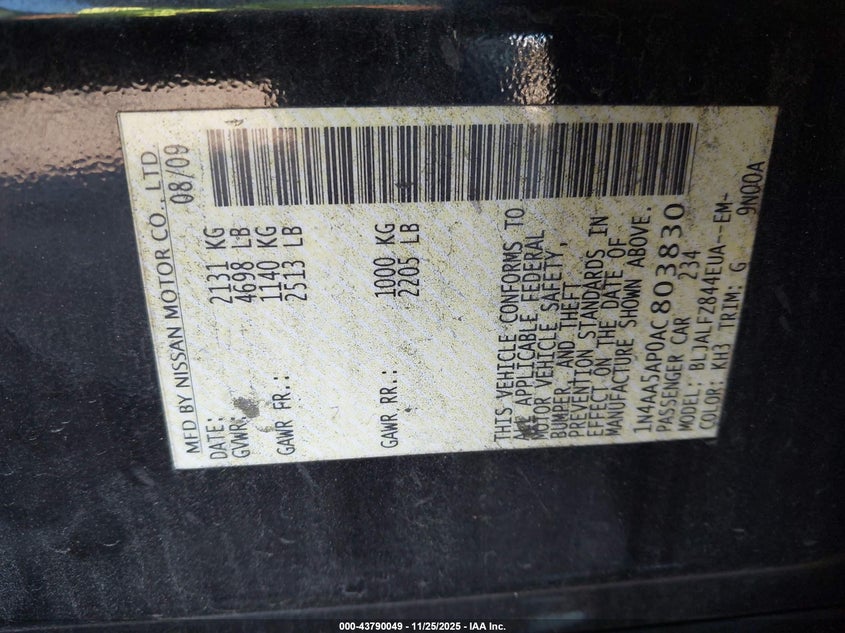 MFD BY NISSAN MOTOR CO., LTD
DATE: 08/09
GVWR: 2131 KG
4698 LB
GAWR FR.: 1140 KG
2513 LB
GAWR RR.: 1000 KG
2205 LB
THIS VEHICLE CONFORMS TO
ALL APPLICABLE FEDERAL
MOTOR VEHICLE SAFETY,
BUMPER, AND THEFT
PREVENTION STANDARDS IN
EFFECT ON THE DATE OF
MANUFACTURE SHOWN ABOVE.
1N4AA5AP0AC803830
PASSENGER CAR 234
MODEL: BLJALFZ844EUA--EM-
COLOR: KH3 TRIM: G 9N00A
000-43790049 - 11/25/2025 - IAA Inc.